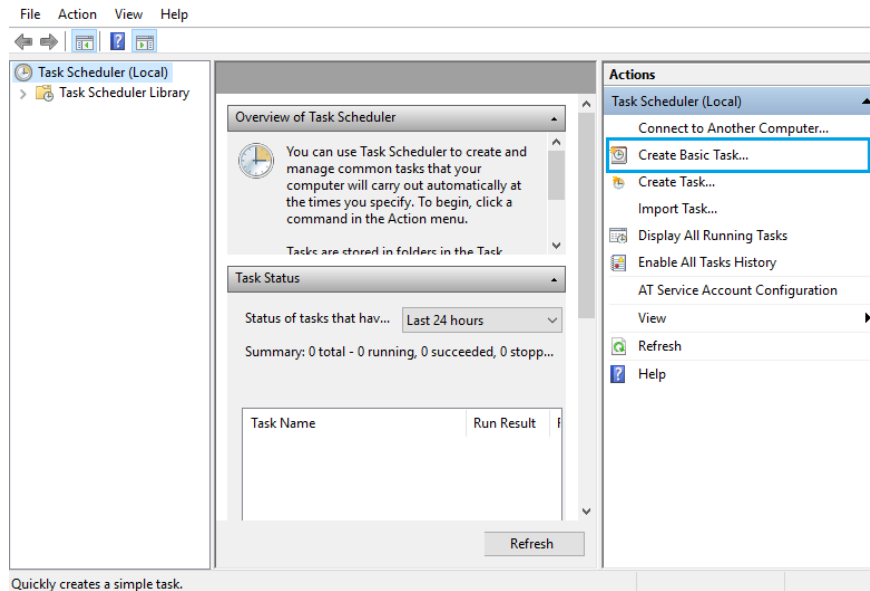 File Action View Help
Task Scheduler (Local)
Task Scheduler Library
Overview of Task Scheduler
You can use Task Scheduler to create and
manage common tasks that your
computer will carry out automatically at
the times you specify. To begin, click a
command in the Action menu.
Tasks are stored in folders in the Task
Task Status
Status of tasks that hav... Last 24 hours
Summary: 0 total - 0 running, 0 succeeded, 0 stopp...
Task Name Run Result
Refresh
Actions
Task Scheduler (Local)
Connect to Another Computer...
Create Basic Task...
Create Task...
Import Task...
Display All Running Tasks
Enable All Tasks History
AT Service Account Configuration
View
Refresh
Help
Quickly creates a simple task.